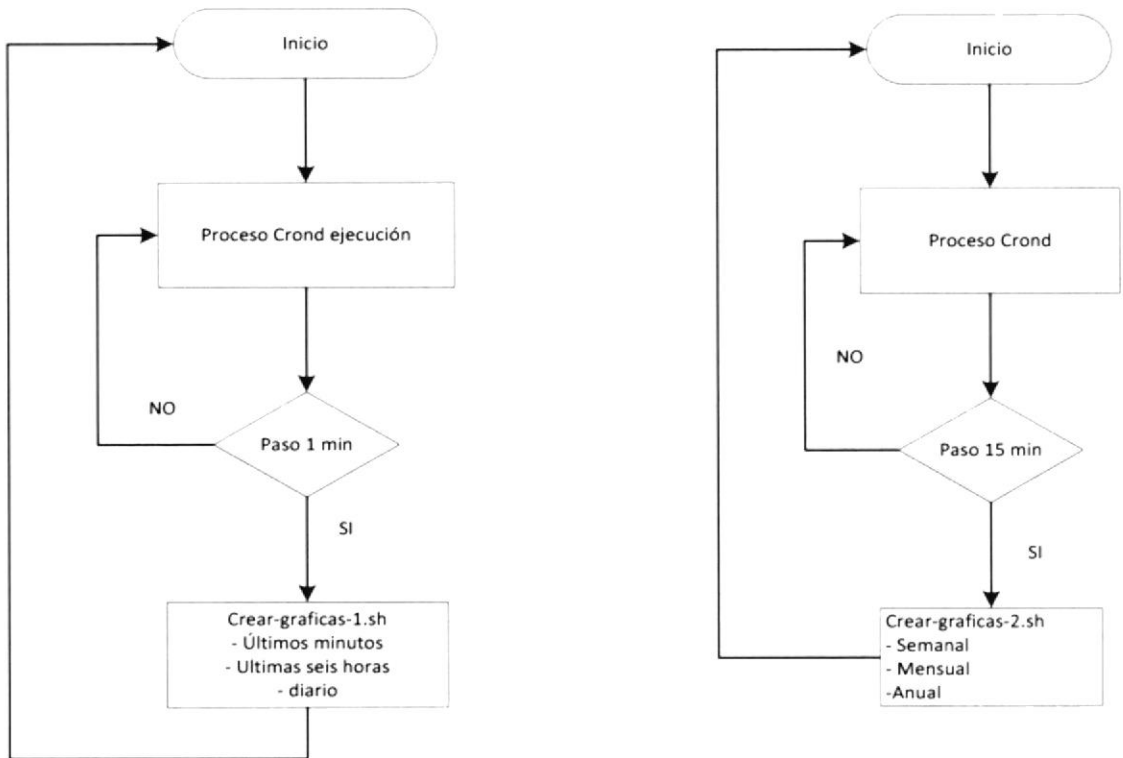 Inicio
Proceso Crond ejecución
NO
Paso 1 min
SI
Crear-graficas-1.sh
- Últimos minutos
- Ultimas seis horas
- diario
Inicio
Proceso Crond
NO
Paso 15 min
SI
Crear-graficas-2.sh
- Semanal
- Mensual
-Anual